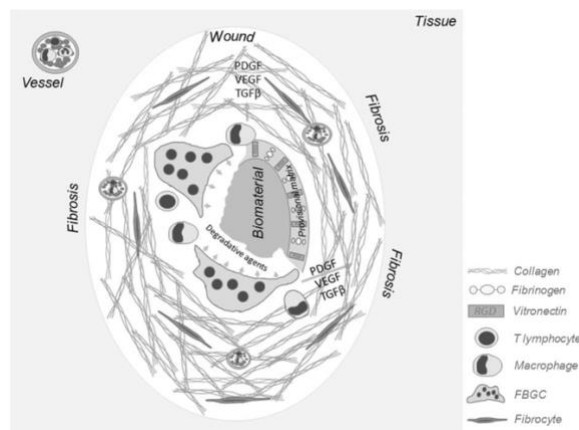 Tissue
Wound
Vessel
PDGF
VEGF
TGFβ
Fibrosis
Fibrosis
Biomaterial
Provisional matrix
Degradative agents
PDGF
VEGF
TGFβ
Fibrosis
Collagen
Fibrinogen
RGD Vitronectin
T lymphocyte
Macrophage
FBGC
Fibrocyte